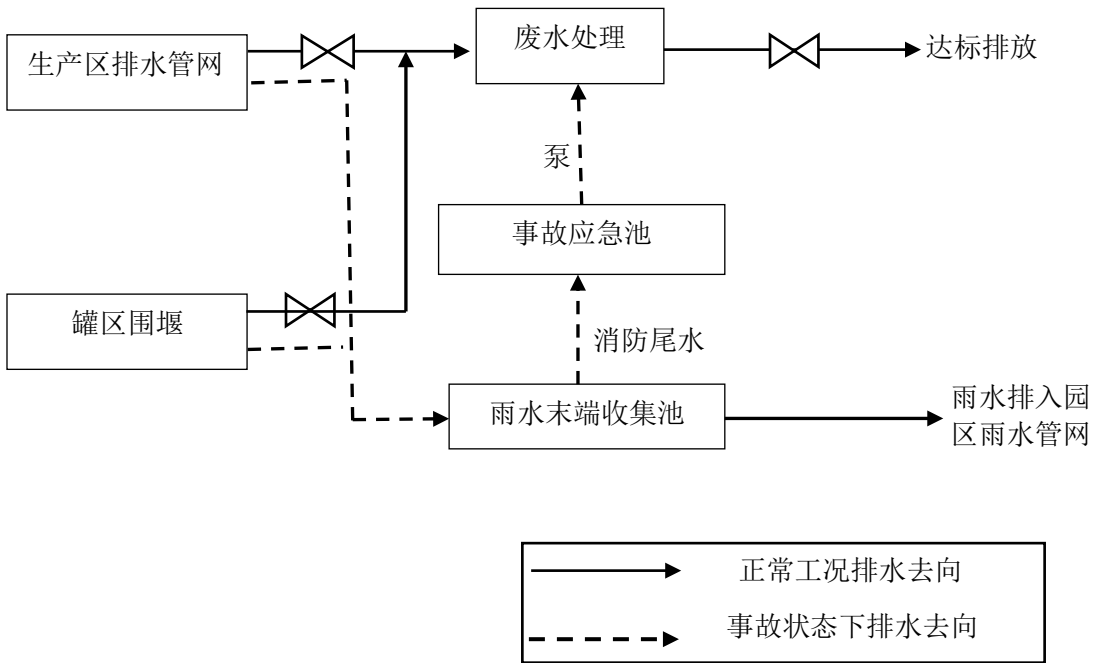 废水处理
达标排放
生产区排水管网
泵
事故应急池
罐区围堰
消防尾水
雨水末端收集池
雨水排入园
区雨水管网
正常工况排水去向
事故状态下排水去向